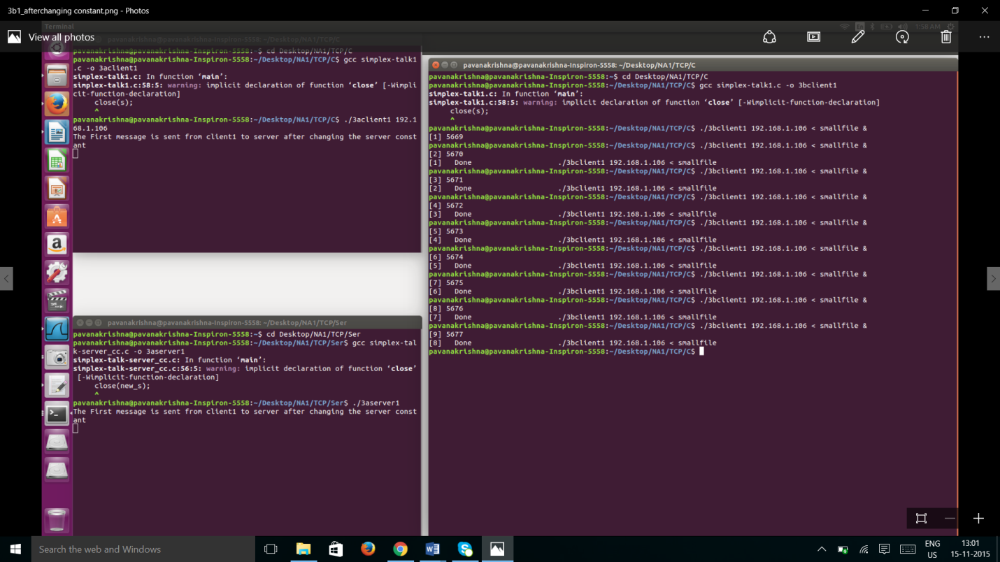 3b1_afterchanging constant.png - Photos
View all photos
Terminal
1:58 AM
pavanakrishna@pavanakrishna-Inspiron-5558: ~/Desktop/NA1/TCP/C
pavanakrishna@pavanakrishna-Inspiron-5558:~$ cd Desktop/NA1/TCP/C
pavanakrishna@pavanakrishna-Inspiron-5558:~/Desktop/NA1/TCP/C$ gcc simplex-talk1
.c -o 3aclient1
simplex-talk1.c: In function ‘main’:
simplex-talk1.c:58:5: warning: implicit declaration of function ‘close’ [-Wimpli
cit-function-declaration]
close(s);
^
pavanakrishna@pavanakrishna-Inspiron-5558:~/Desktop/NA1/TCP/C$ ./3aclient1 192.1
68.1.106
The First message is sent from client1 to server after changing the server const
ant
pavanakrishna@pavanakrishna-Inspiron-5558: ~/Desktop/NA1/TCP/Ser
pavanakrishna@pavanakrishna-Inspiron-5558:~$ cd Desktop/NA1/TCP/Ser
pavanakrishna@pavanakrishna-Inspiron-5558:~/Desktop/NA1/TCP/Ser$ gcc simplex-tal
k-server_cc.c -o 3aserver1
simplex-talk-server_cc.c: In function ‘main’:
simplex-talk-server_cc.c:56:5: warning: implicit declaration of function ‘close’
[-Wimplicit-function-declaration]
close(new_s);
^
pavanakrishna@pavanakrishna-Inspiron-5558:~/Desktop/NA1/TCP/Ser$ ./3aserver1
The First message is sent from client1 to server after changing the server const
ant
pavanakrishna@pavanakrishna-Inspiron-5558: ~/Desktop/NA1/TCP/C
pavanakrishna@pavanakrishna-Inspiron-5558:~$ cd Desktop/NA1/TCP/C
pavanakrishna@pavanakrishna-Inspiron-5558:~/Desktop/NA1/TCP/C$ gcc simplex-talk1.c -o 3bclient1
simplex-talk1.c: In function ‘main’:
simplex-talk1.c:58:5: warning: implicit declaration of function ‘close’ [-Wimplicit-function-declaration]
close(s);
^
pavanakrishna@pavanakrishna-Inspiron-5558:~/Desktop/NA1/TCP/C$ ./3bclient1 192.168.1.106 < smallfile &
[1] 5669
pavanakrishna@pavanakrishna-Inspiron-5558:~/Desktop/NA1/TCP/C$ ./3bclient1 192.168.1.106 < smallfile &
[2] 5670
[1] Done ./3bclient1 192.168.1.106 < smallfile
pavanakrishna@pavanakrishna-Inspiron-5558:~/Desktop/NA1/TCP/C$ ./3bclient1 192.168.1.106 < smallfile &
[3] 5671
[2] Done ./3bclient1 192.168.1.106 < smallfile
pavanakrishna@pavanakrishna-Inspiron-5558:~/Desktop/NA1/TCP/C$ ./3bclient1 192.168.1.106 < smallfile &
[4] 5672
[3] Done ./3bclient1 192.168.1.106 < smallfile
pavanakrishna@pavanakrishna-Inspiron-5558:~/Desktop/NA1/TCP/C$ ./3bclient1 192.168.1.106 < smallfile &
[5] 5673
[4] Done ./3bclient1 192.168.1.106 < smallfile
pavanakrishna@pavanakrishna-Inspiron-5558:~/Desktop/NA1/TCP/C$ ./3bclient1 192.168.1.106 < smallfile &
[6] 5674
[5] Done ./3bclient1 192.168.1.106 < smallfile
pavanakrishna@pavanakrishna-Inspiron-5558:~/Desktop/NA1/TCP/C$ ./3bclient1 192.168.1.106 < smallfile &
[7] 5675
[6] Done ./3bclient1 192.168.1.106 < smallfile
pavanakrishna@pavanakrishna-Inspiron-5558:~/Desktop/NA1/TCP/C$ ./3bclient1 192.168.1.106 < smallfile &
[8] 5676
[7] Done ./3bclient1 192.168.1.106 < smallfile
pavanakrishna@pavanakrishna-Inspiron-5558:~/Desktop/NA1/TCP/C$ ./3bclient1 192.168.1.106 < smallfile &
[9] 5677
[8] Done ./3bclient1 192.168.1.106 < smallfile
pavanakrishna@pavanakrishna-Inspiron-5558:~/Desktop/NA1/TCP/C$
Search the web and Windows
ENG
US
13:01
15-11-2015